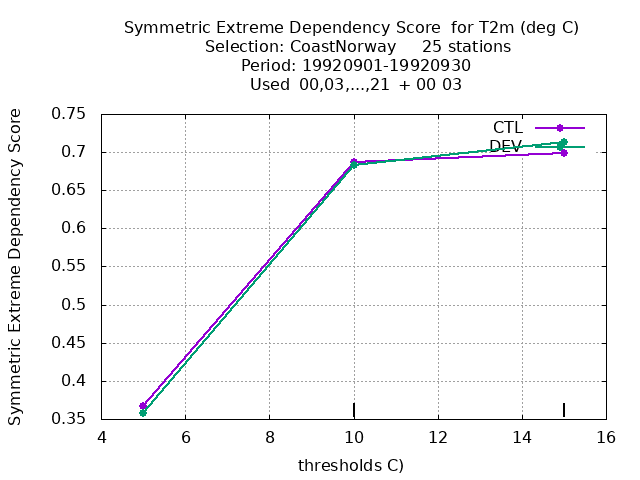 Symmetric Extreme Dependency Score for T2m (deg C)
Selection: CoastNorway 25 stations
Period: 19920901-19920930
Used 00,03,...,21 + 00 03
Symmetric Extreme Dependency Score
0.75
0.7
0.65
0.6
0.55
0.5
0.45
0.4
0.35
CTL
DEV
4
6
8
10
12
14
16
thresholds C)